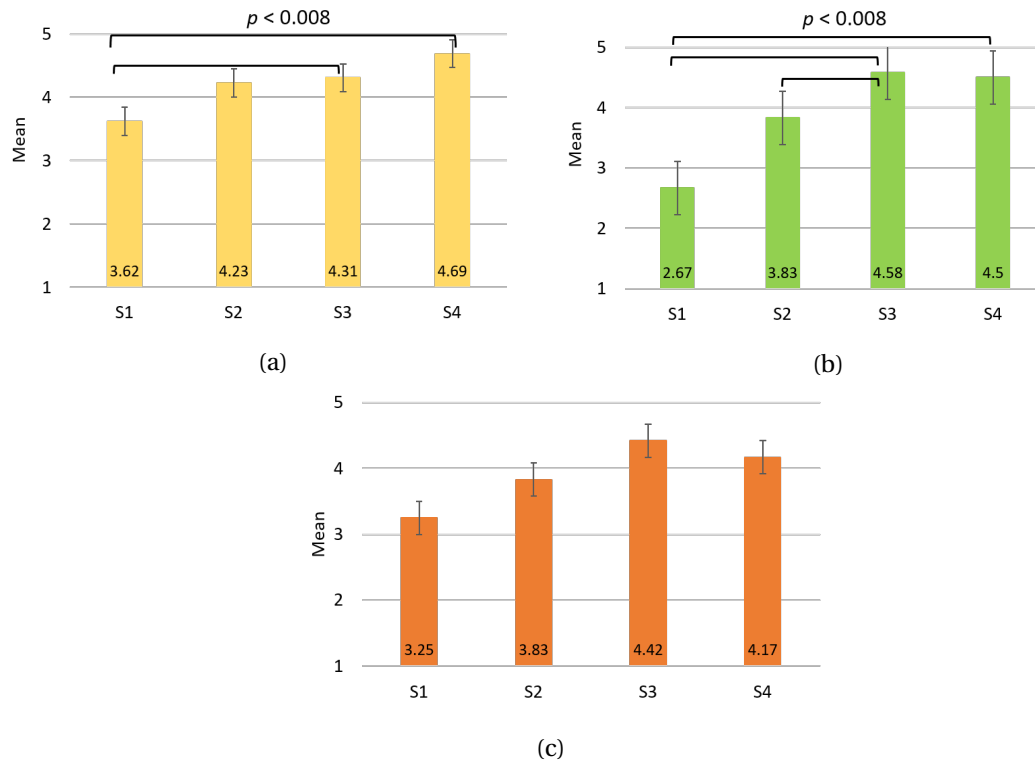 p < 0.008
5
4
3
2
1
Mean
3.62 4.23 4.31 4.69
S1 S2 S3 S4
(a)
p < 0.008
5
4
3
2
1
Mean
2.67 3.83 4.58 4.5
S1 S2 S3 S4
(b)
5
4
3
2
1
Mean
3.25 3.83 4.42 4.17
S1 S2 S3 S4
(c)